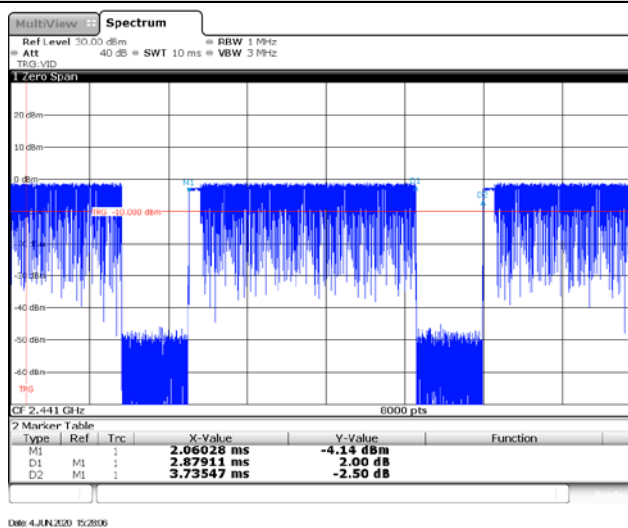 MultiView Spectrum
Ref Level 30.00 dBm RBW 1 MHz
Att 40 dB SWT 10 ms VBW 3 MHz
TRG:VID
1 Zero Span
20 dBm
10 dBm
0 dBm
M1 D1
D2
TRG -10.000 dBm
-30 dBm
-40 dBm
-50 dBm
-60 dBm
TRG
CF 2.441 GHz 8000 pts
2 Marker Table
Type Ref Trc X-Value Y-Value Function
M1 1 2.06028 ms -4.14 dBm
D1 M1 1 2.87911 ms 2.00 dB
D2 M1 1 3.73547 ms -2.50 dB
Date: 4.JUN.2020 15:28:06